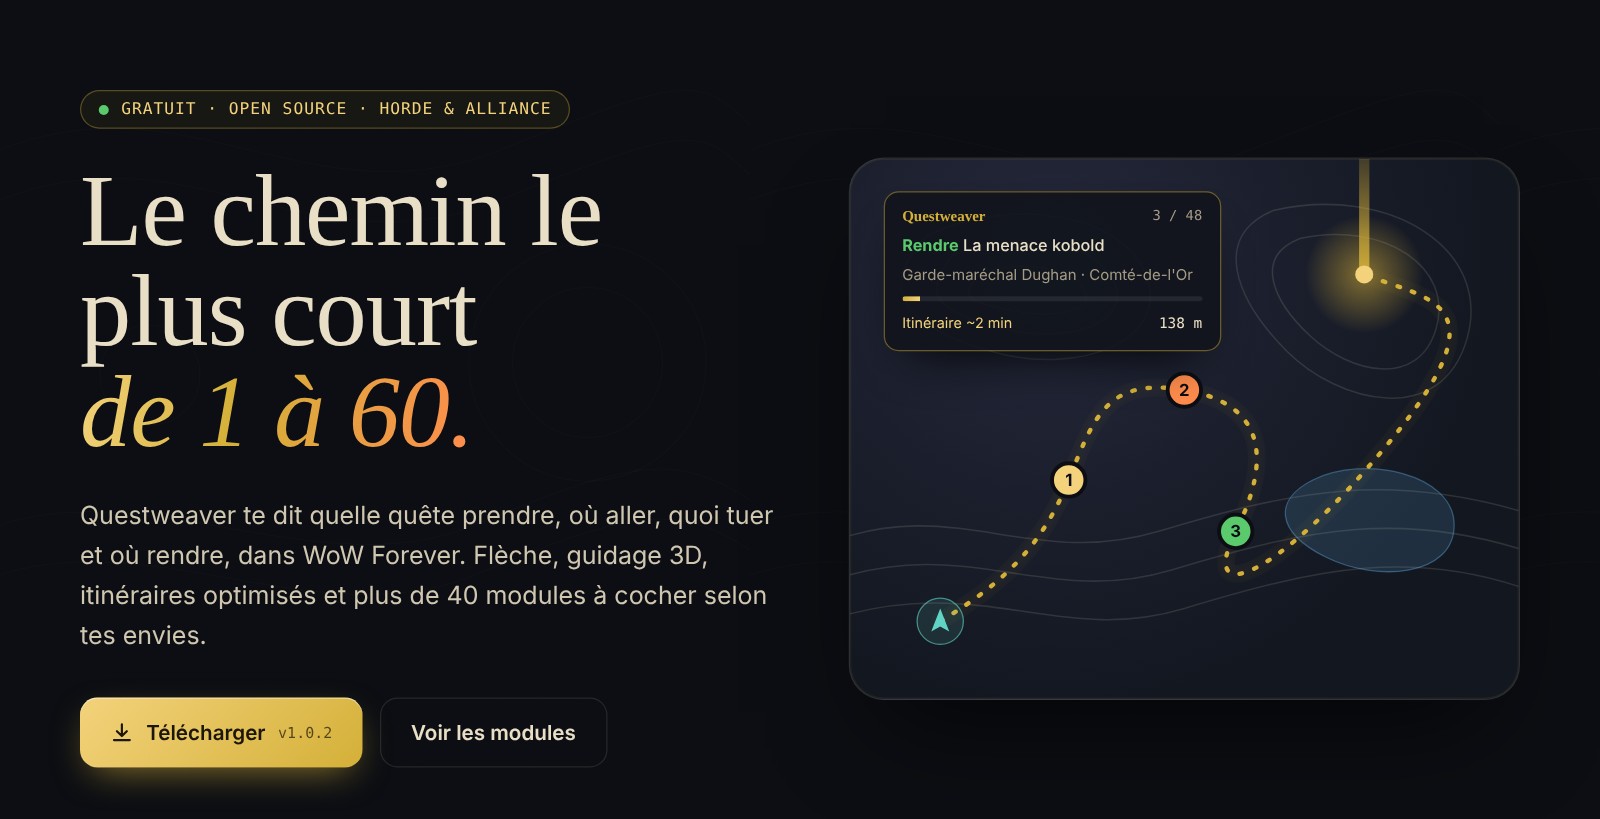 GRATUIT · OPEN SOURCE · HORDE & ALLIANCE
Le chemin le
plus court
de 1 à 60.
Questweaver te dit quelle quête prendre, où aller, quoi tuer
et où rendre, dans WoW Forever. Flèche, guidage 3D,
itinéraires optimisés et plus de 40 modules à cocher selon
tes envies.
Télécharger v1.0.2
Voir les modules
Questweaver 3 / 48
Rendre La menace kobold
Garde-maréchal Dughan · Comté-de-l'Or
Itinéraire ~2 min 138 m
2
1
3